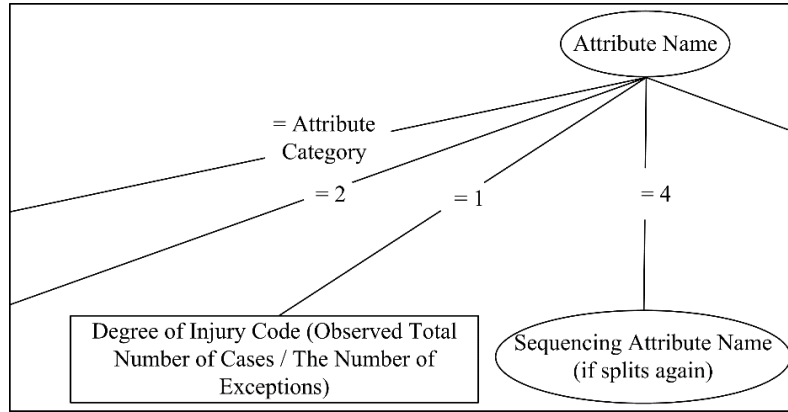 Attribute Name
= Attribute
Category
= 2
= 1
= 4
Degree of Injury Code (Observed Total
Number of Cases / The Number of
Exceptions)
Sequencing Attribute Name
(if splits again)